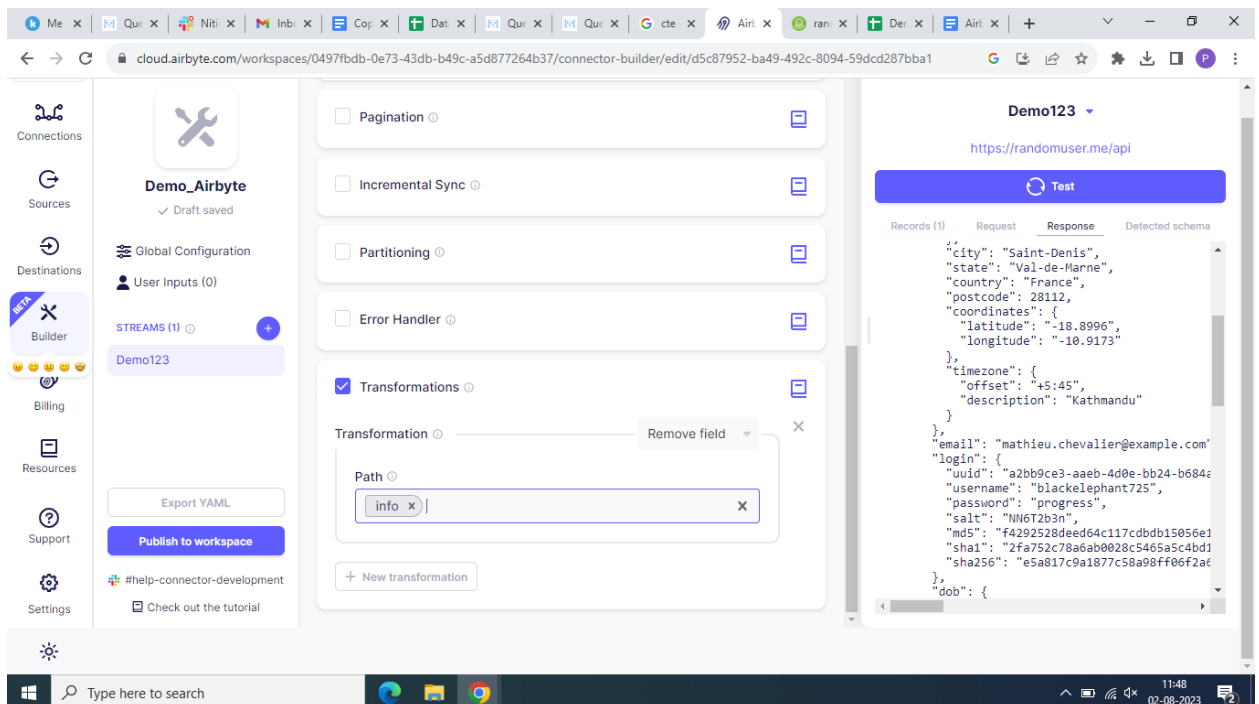 Me
Que
Niti
Inbo
Cop
Dat
Que
Que
cte
Airb
ran
Der
Airb
cloud.airbyte.com/workspaces/0497fbdb-0e73-43db-b49c-a5d877264b37/connector-builder/edit/d5c87952-ba49-492c-8094-59dcd287bba1
P
Connections
Sources
Destinations
BETA
Builder
Billing
Resources
Support
Settings
Demo_Airbyte
Draft saved
Global Configuration
User Inputs (0)
STREAMS (1)
Demo123
Export YAML
Publish to workspace
#help-connector-development
Check out the tutorial
Pagination
Incremental Sync
Partitioning
Error Handler
Transformations
Transformation
Remove field
Path
info
New transformation
Demo123
https://randomuser.me/api
Test
Records (1) Request Response Detected schema
},
"city": "Saint-Denis",
"state": "Val-de-Marne",
"country": "France",
"postcode": 28112,
"coordinates": {
"latitude": "-18.8996",
"longitude": "-10.9173"
},
"timezone": {
"offset": "+5:45",
"description": "Kathmandu"
}
},
"email": "mathieu.chevalier@example.com"
"login": {
"uuid": "a2bb9ce3-aaeb-4d0e-bb24-b684a
"username": "blackelephant725",
"password": "progress",
"salt": "NN6T2b3n",
"md5": "f4292528deed64c117cdbdb15056e1
"sha1": "2fa752c78a6ab0028c5465a5c4bd1
"sha256": "e5a817c9a1877c58a98ff06f2a6
},
"dob": {
Type here to search
11:48
02-08-2023
2